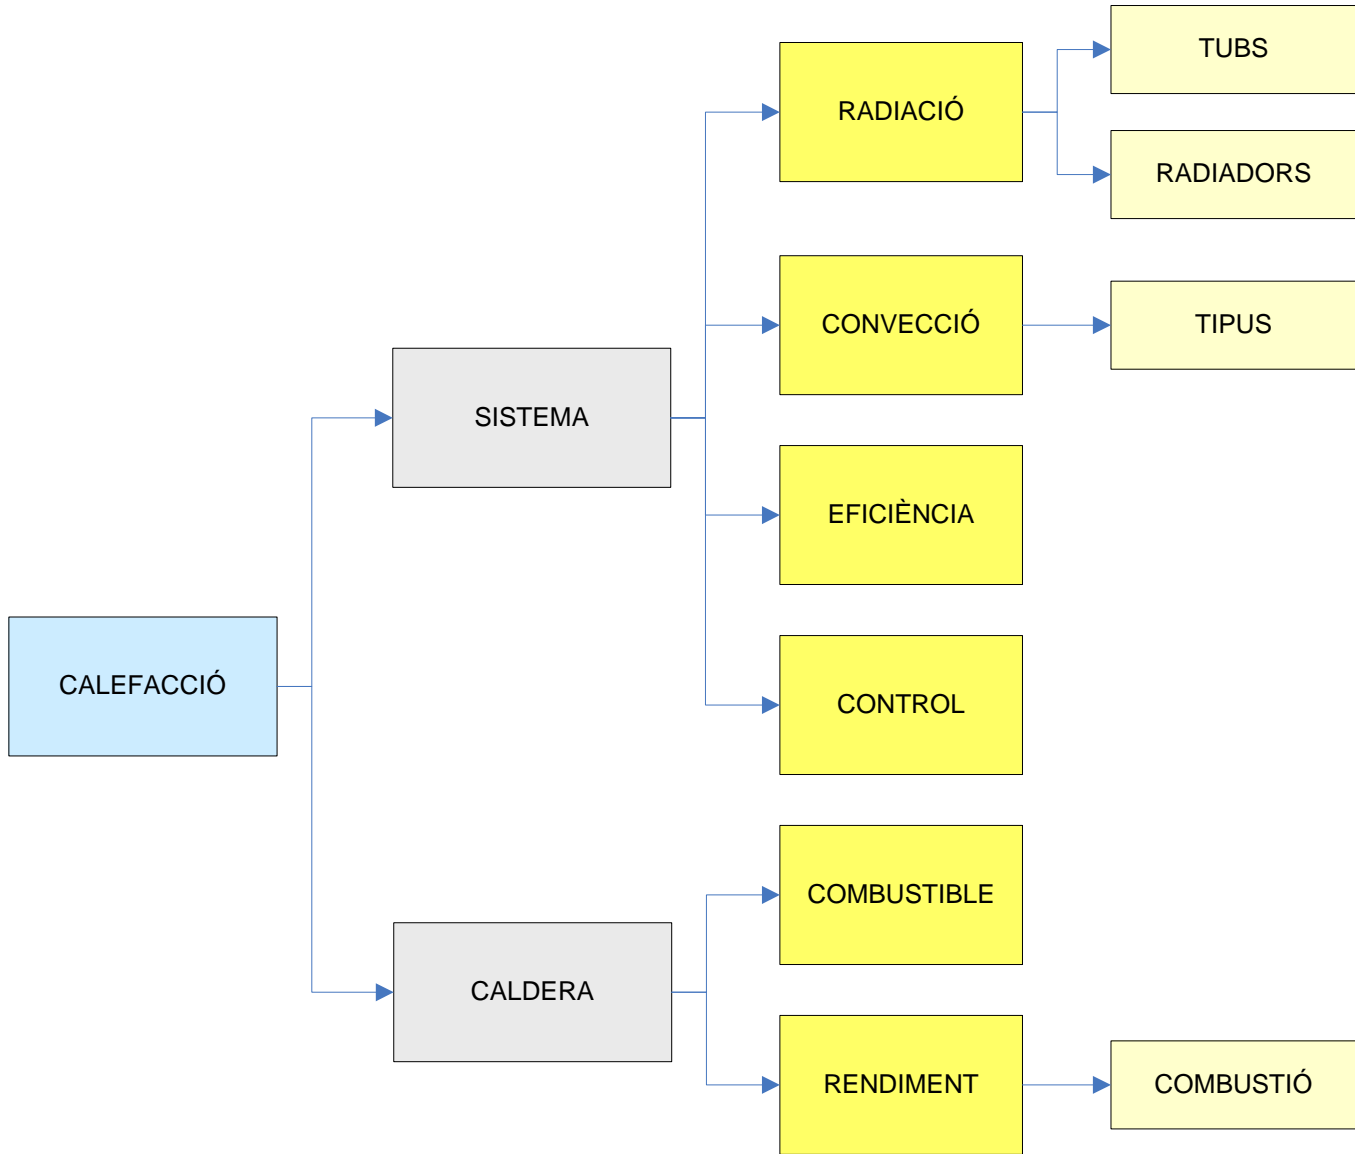 TUBS
RADIACIÓ
RADIADORS
CONVECCIÓ
TIPUS
SISTEMA
EFICIÈNCIA
CALEFACCIÓ
CONTROL
COMBUSTIBLE
CALDERA
RENDIMENT
COMBUSTIÓ